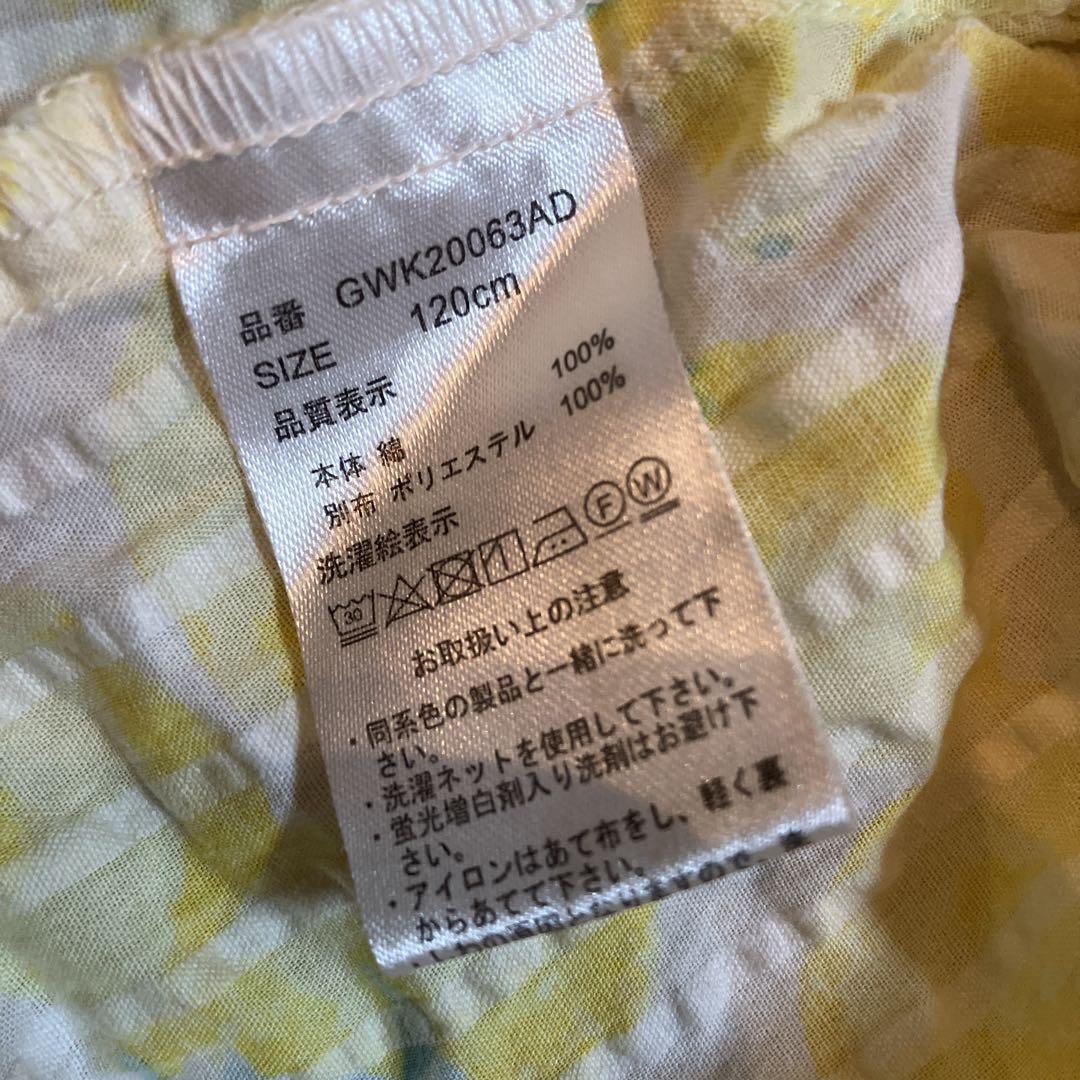 品番 GWK20063AD
SIZE 120cm
品質表示
本体 綿 100%
別布 ポリエステル 100%
洗濯絵表示
30 F W
お取扱い上の注意
・同系色の製品と一緒に洗って下
さい。
・洗濯ネットを使用して下さい。
・蛍光増白剤入り洗剤はお避け下
さい。
・アイロンはあて布をし、軽く裏
からあてて下さい。